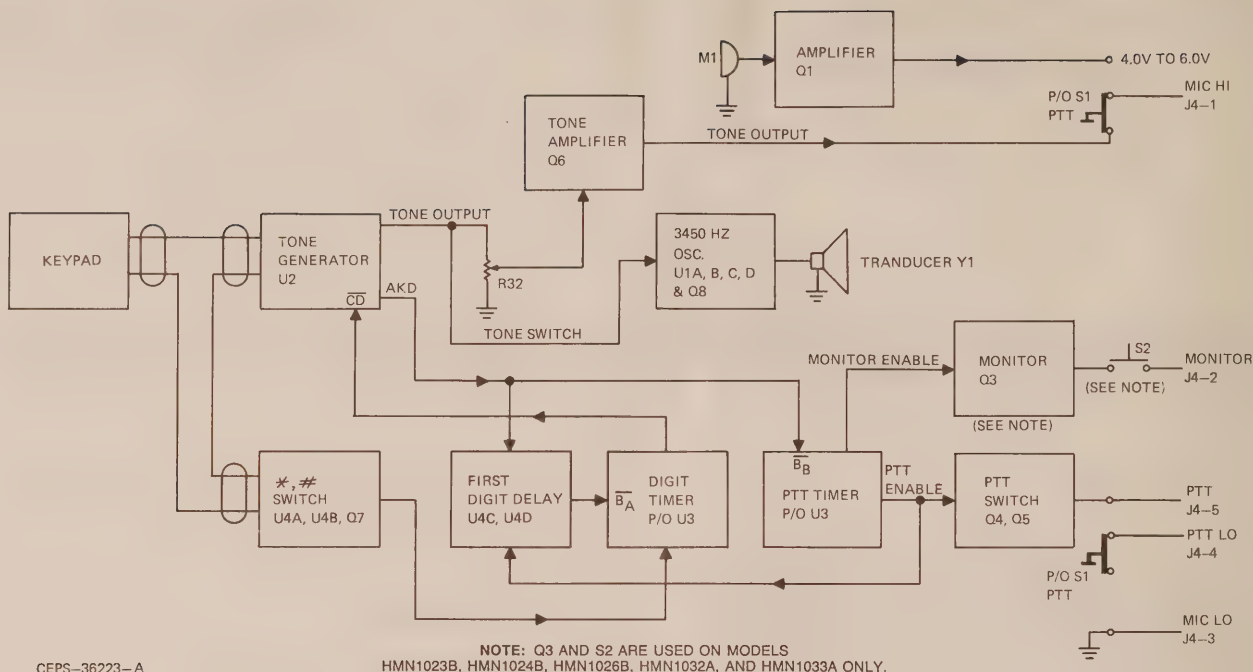 M1
AMPLIFIER
Q1
4.0V TO 6.0V
P/O S1
PTT
MIC HI
J4-1
TONE
AMPLIFIER
Q6
TONE OUTPUT
KEYPAD
TONE
GENERATOR
U2
CD
TONE OUTPUT
AKD
R32
3450 HZ
OSC.
U1A, B, C, D
& Q8
TRANDUCER Y1
TONE SWITCH
MONITOR ENABLE
MONITOR
Q3
(SEE NOTE)
S2
(SEE NOTE)
MONITOR
J4-2
*, #
SWITCH
U4A, U4B, Q7
FIRST
DIGIT DELAY
U4C, U4D
BA
DIGIT
TIMER
P/O U3
BB
PTT TIMER
P/O U3
PTT
ENABLE
PTT
SWITCH
Q4, Q5
PTT
J4-5
PTT LO
J4-4
P/O S1
PTT
MIC LO
J4-3
CEPS-36223-A
NOTE: Q3 AND S2 ARE USED ON MODELS
HMN1023B, HMN1024B, HMN1026B, HMN1032A, AND HMN1033A ONLY.